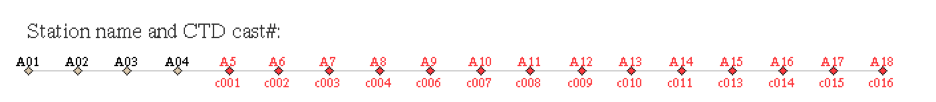 Station name and CTD cast#:
A01 A02 A03 A04 A5 A6 A7 A8 A9 A10 A11 A12 A13 A14 A15 A16 A17 A18
c001 c002 c003 c004 c006 c007 c008 c009 c010 c011 c013 c014 c015 c016